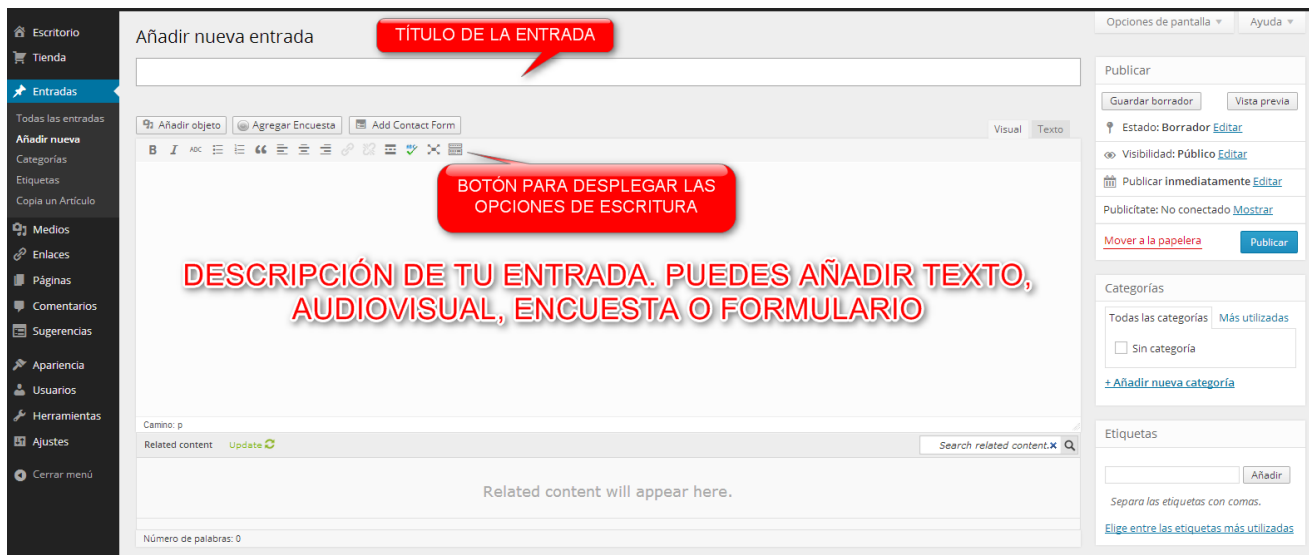 Escritorio
Tienda
Entradas
Todas las entradas
Añadir nueva
Categorías
Etiquetas
Copia un Artículo
Medios
Enlaces
Páginas
Comentarios
Sugerencias
Apariencia
Usuarios
Herramientas
Ajustes
Cerrar menú
Añadir nueva entrada
TÍTULO DE LA ENTRADA
Añadir objeto Agregar Encuesta Add Contact Form
Visual Texto
B I ABC
BOTÓN PARA DESPLEGAR LAS
OPCIONES DE ESCRITURA
DESCRIPCIÓN DE TU ENTRADA. PUEDES AÑADIR TEXTO,
AUDIOVISUAL, ENCUESTA O FORMULARIO
Camino: p
Related content Update Search related content.x
Related content will appear here.
Número de palabras: 0
Opciones de pantalla Ayuda
Publicar
Guardar borrador Vista previa
Estado: Borrador Editar
Visibilidad: Público Editar
Publicar inmediatamente Editar
Publicítate: No conectado Mostrar
Mover a la papelera Publicar
Categorías
Todas las categorías Más utilizadas
Sin categoría
+ Añadir nueva categoría
Etiquetas
Añadir
Separa las etiquetas con comas.
Elige entre las etiquetas más utilizadas